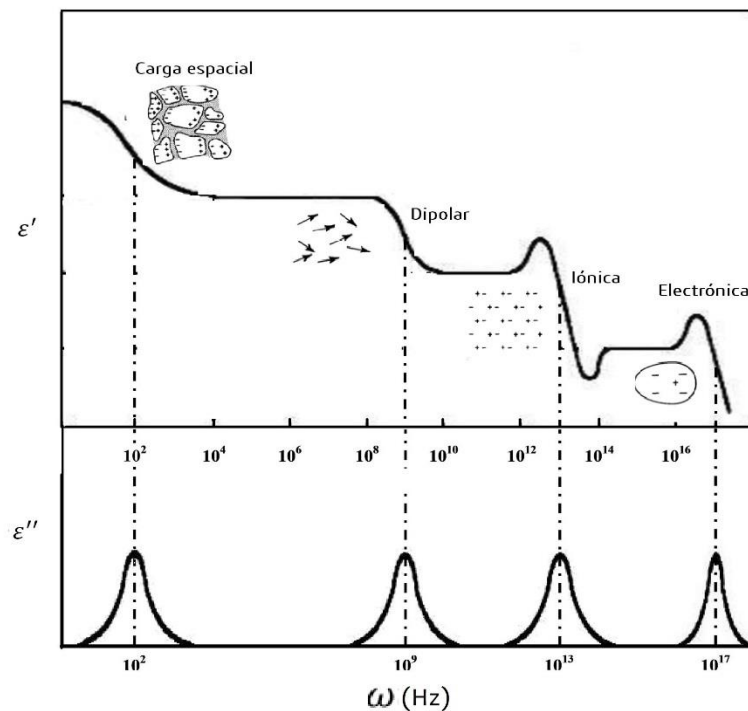 Carga espacial
ε′
Dipolar
Iónica
Electrónica
+- +- +-
- +- +- +-
+- +- +-
- +- +- +-
+- +- +-
- - + - -
10² 10⁴ 10⁶ 10⁸ 10¹⁰ 10¹² 10¹⁴ 10¹⁶
ε′′
10² 10⁹ 10¹³ 10¹⁷
ω (Hz)